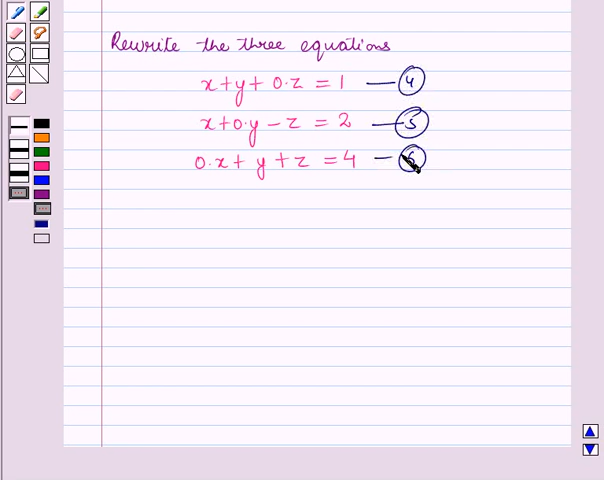 Rewrite the three equations
x+y+0·z = 1 — 4
x+0·y-z = 2 — 5
0·x+y+z = 4 — 6